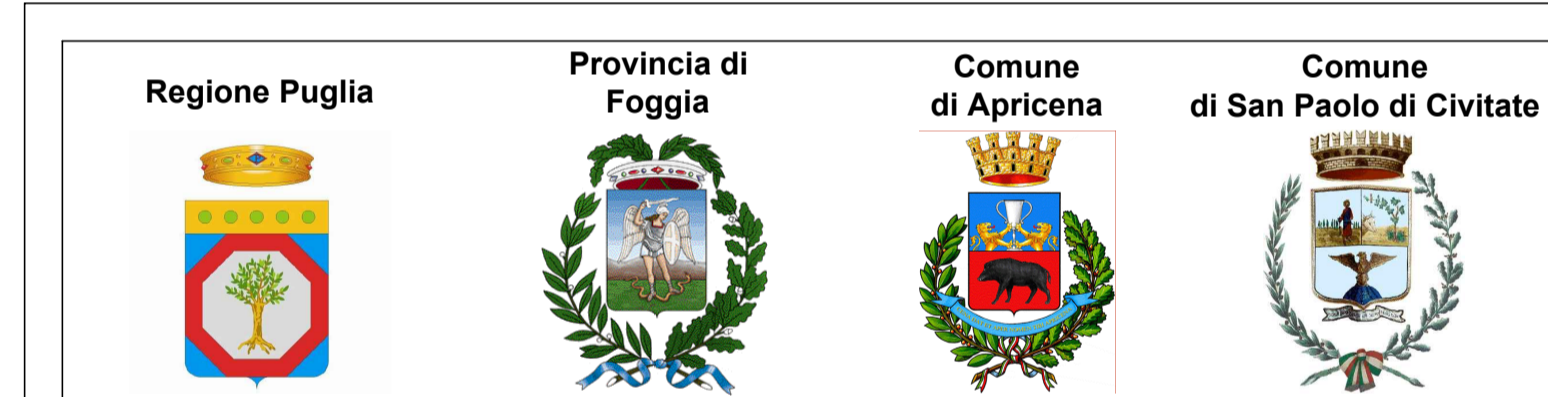 Regione Puglia
Provincia di
Foggia
Comune
di Apricena
Comune
di San Paolo di Civitate